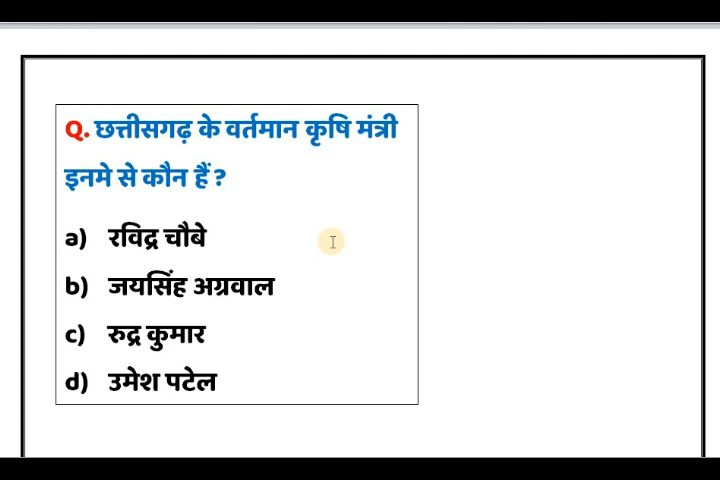 Q. छत्तीसगढ़ के वर्तमान कृषि मंत्री
इनमे से कौन हैं ?
a) रविद्र चौबे
b) जयसिंह अग्रवाल
c) रुद्र कुमार
d) उमेश पटेल